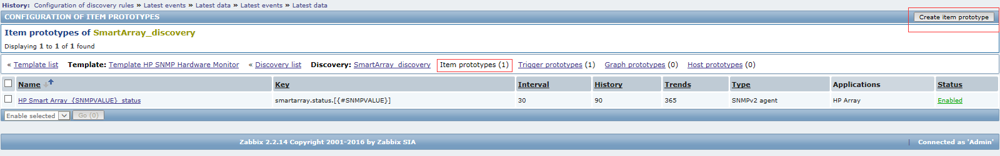 History: Configuration of discovery rules » Latest events » Latest data » Latest events » Latest data
CONFIGURATION OF ITEM PROTOTYPES Create item prototype
Item prototypes of SmartArray_discovery
Displaying 1 to 1 of 1 found
« Template list Template: Template HP SNMP Hardware Monitor « Discovery list Discovery: SmartArray_discovery Item prototypes (1) Trigger prototypes (1) Graph prototypes (0) Host prototypes (0)
Name Key Interval History Trends Type Applications Status
HP Smart Array_{SNMPVALUE}_status smartarray.status.[{#SNMPVALUE}] 30 90 365 SNMPv2 agent HP Array Enabled
Enable selected Go (0)
Zabbix 2.2.14 Copyright 2001-2016 by Zabbix SIA | Connected as 'Admin'